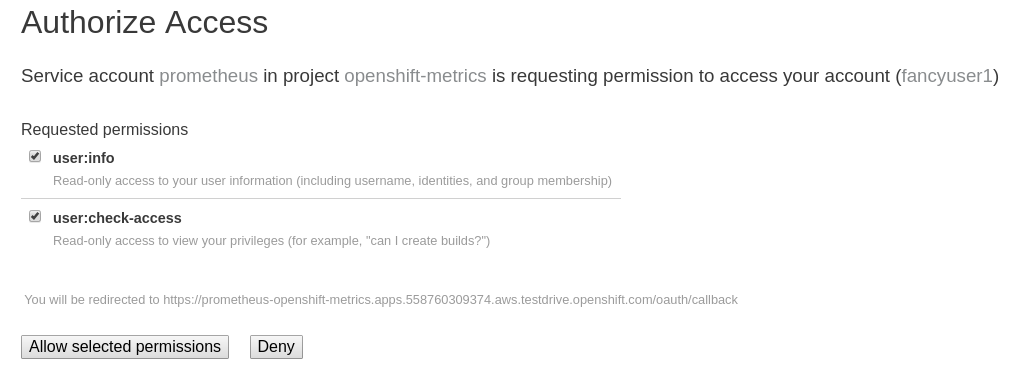 Authorize Access
Service account prometheus in project openshift-metrics is requesting permission to access your account (fancyuser1)
Requested permissions
user:info
Read-only access to your user information (including username, identities, and group membership)
user:check-access
Read-only access to view your privileges (for example, "can I create builds?")
You will be redirected to https://prometheus-openshift-metrics.apps.558760309374.aws.testdrive.openshift.com/oauth/callback
Allow selected permissions Deny